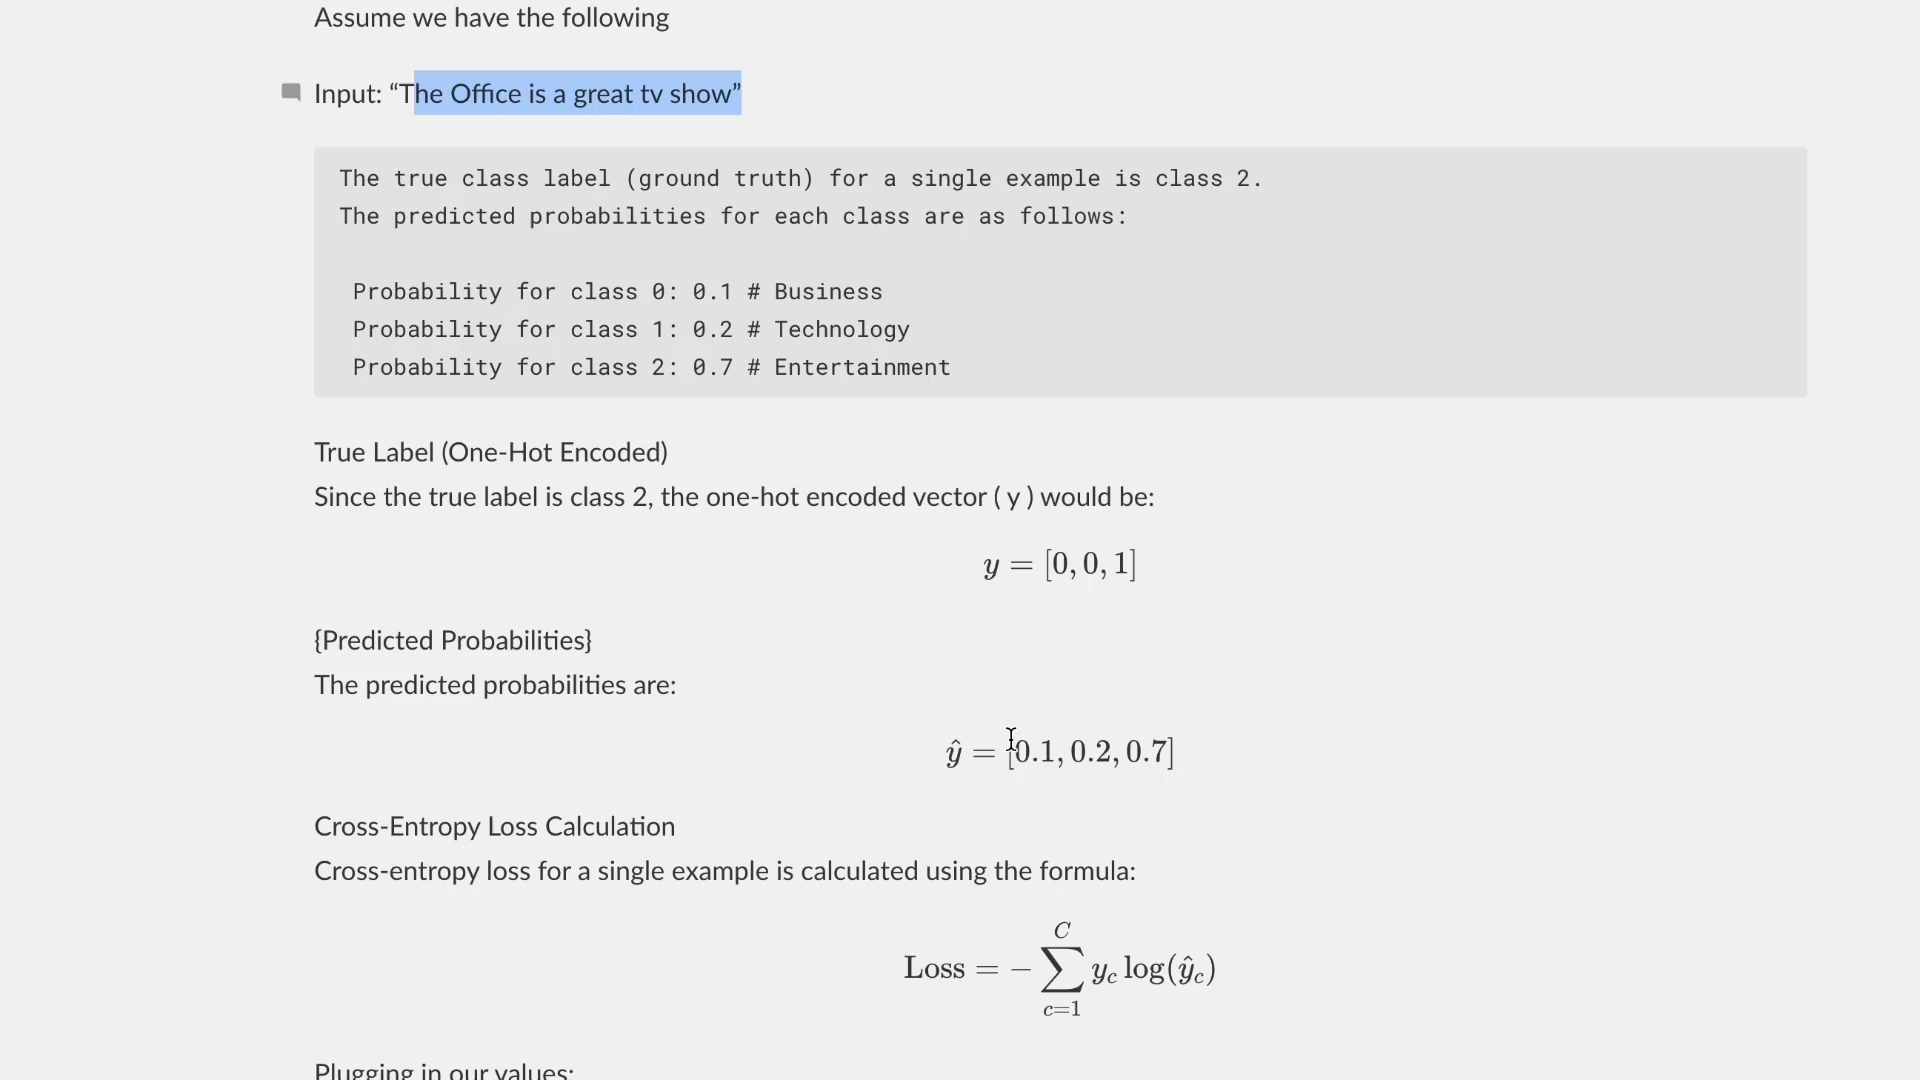 Assume we have the following
Input: “The Office is a great tv show”
The true class label (ground truth) for a single example is class 2.
The predicted probabilities for each class are as follows:
Probability for class 0: 0.1 # Business
Probability for class 1: 0.2 # Technology
Probability for class 2: 0.7 # Entertainment
True Label (One-Hot Encoded)
Since the true label is class 2, the one-hot encoded vector ( y ) would be:
y = [0, 0, 1]
{Predicted Probabilities}
The predicted probabilities are:
ŷ = [0.1, 0.2, 0.7]
Cross-Entropy Loss Calculation
Cross-entropy loss for a single example is calculated using the formula:
Loss = − ∑_{c=1}^{C} y_c log(ŷ_c)
Plugging in our values: